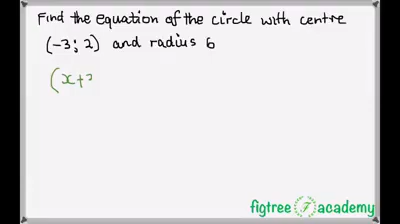 Find the equation of the circle with centre
(-3; 2) and radius 6
(x+
figtree academy